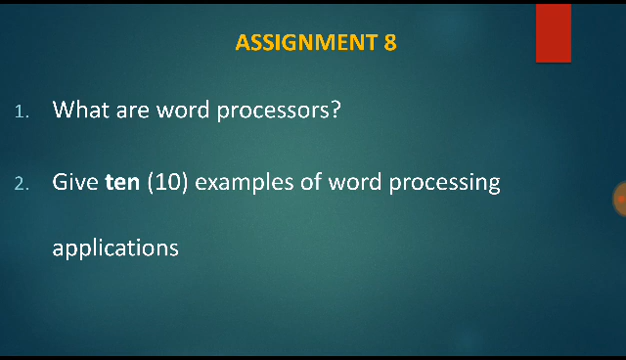 ASSIGNMENT 8
1. What are word processors?
2. Give ten (10) examples of word processing
applications